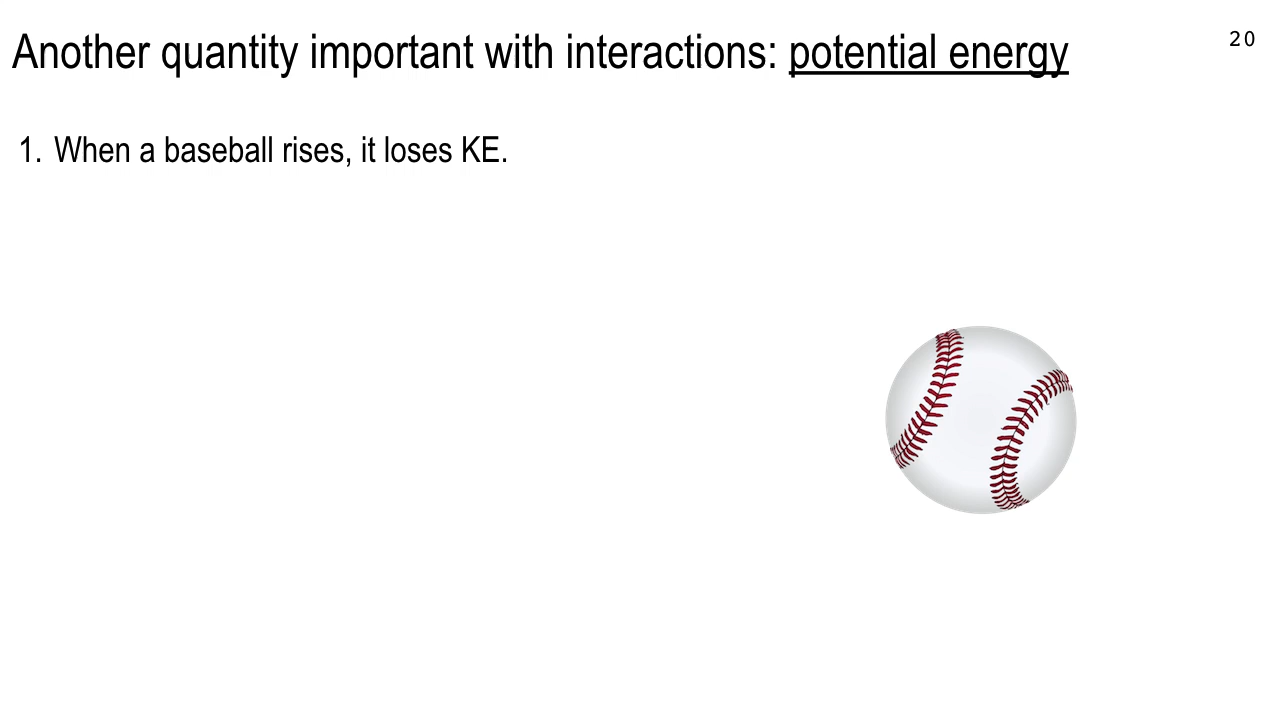 Another quantity important with interactions: potential energy
20
1. When a baseball rises, it loses KE.